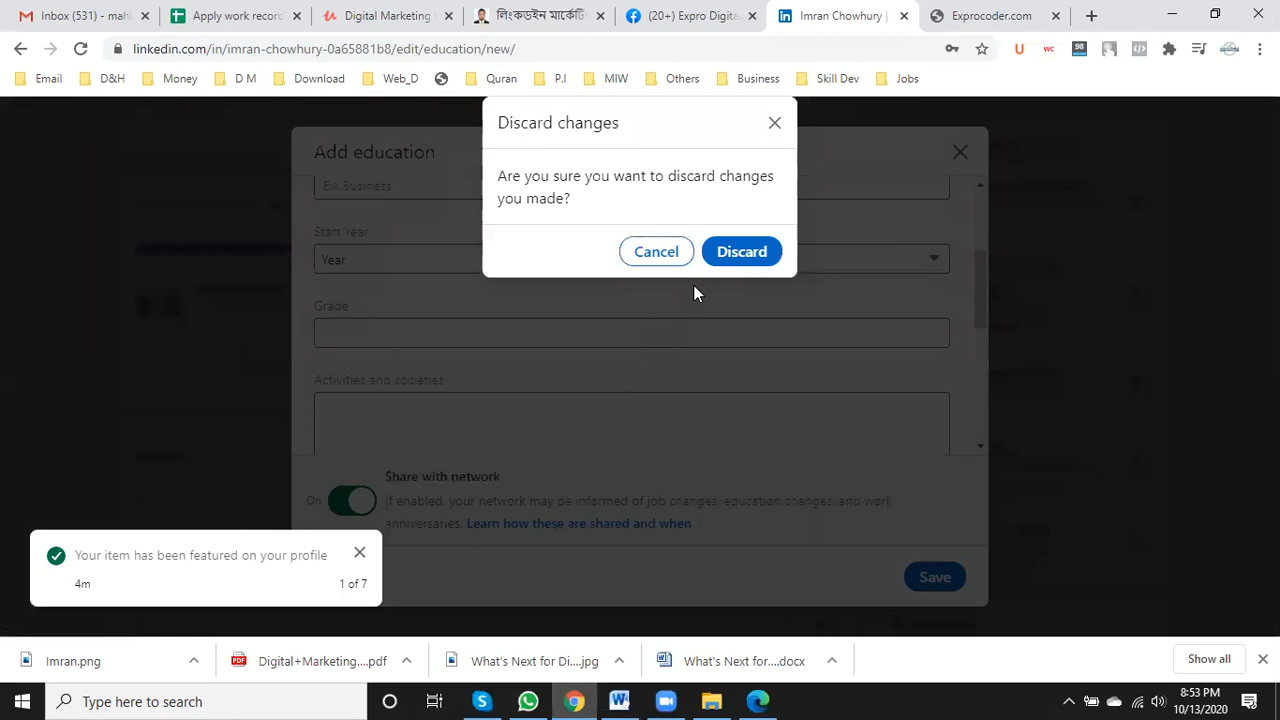 Inbox (531) - mahi
Apply work record
Digital Marketing
লিংকডইন মার্কেটি
(20+) Expro Digita
Imran Chowhury |
Exprocoder.com
linkedin.com/in/imran-chowhury-0a65881b8/edit/education/new/
Email
D&H
Money
D M
Download
Web_D
Quran
P.I
MIW
Others
Business
Skill Dev
Jobs
Discard changes
Are you sure you want to discard changes
you made?
Cancel
Discard
Add education
Ex: Business
Start Year
Year
Grade
Activities and societies
On
Share with network
If enabled, your network may be informed of job changes, education changes, and work
anniversaries. Learn how these are shared and when
Save
Your item has been featured on your profile
4m
1 of 7
Imran.png
Digital+Marketing....pdf
What's Next for Di....jpg
What's Next for....docx
Show all
Type here to search
8:53 PM
10/13/2020